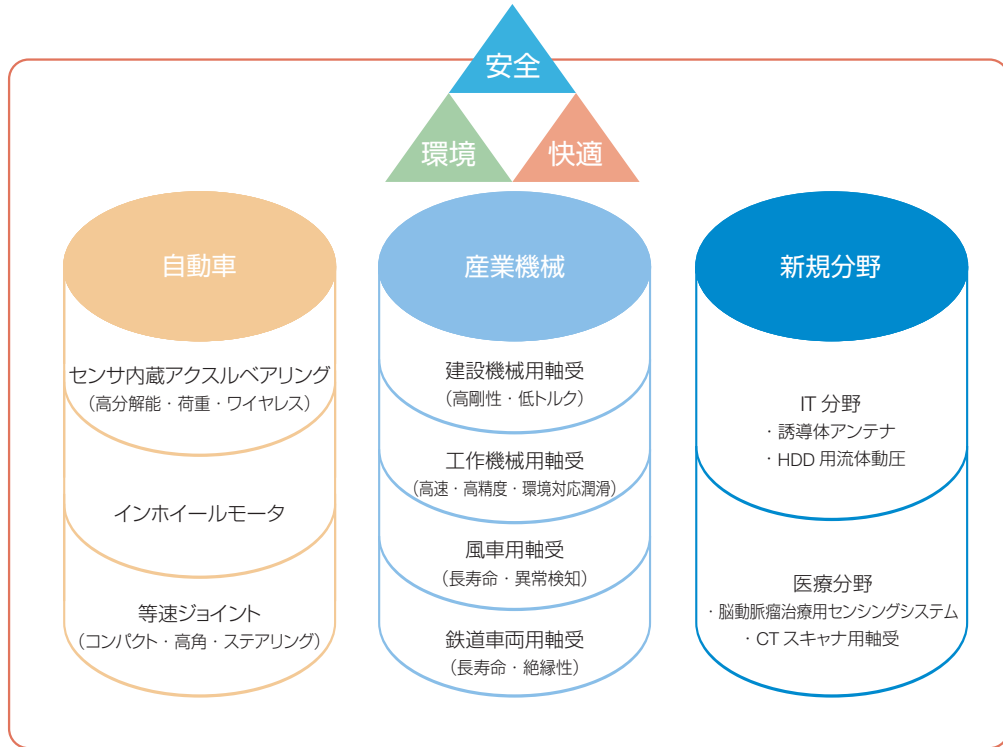 安全
環境
快適
自動車
センサ内蔵アクスルベアリング
（高分解能・荷重・ワイヤレス）
インホイールモータ
等速ジョイント
（コンパクト・高角・ステアリング）
産業機械
建設機械用軸受
（高剛性・低トルク）
工作機械用軸受
（高速・高精度・環境対応潤滑）
風車用軸受
（長寿命・異常検知）
鉄道車両用軸受
（長寿命・絶縁性）
新規分野
IT 分野
・誘導体アンテナ
・HDD 用流体動圧
医療分野
・脳動脈瘤治療用センシングシステム
・CT スキャナ用軸受